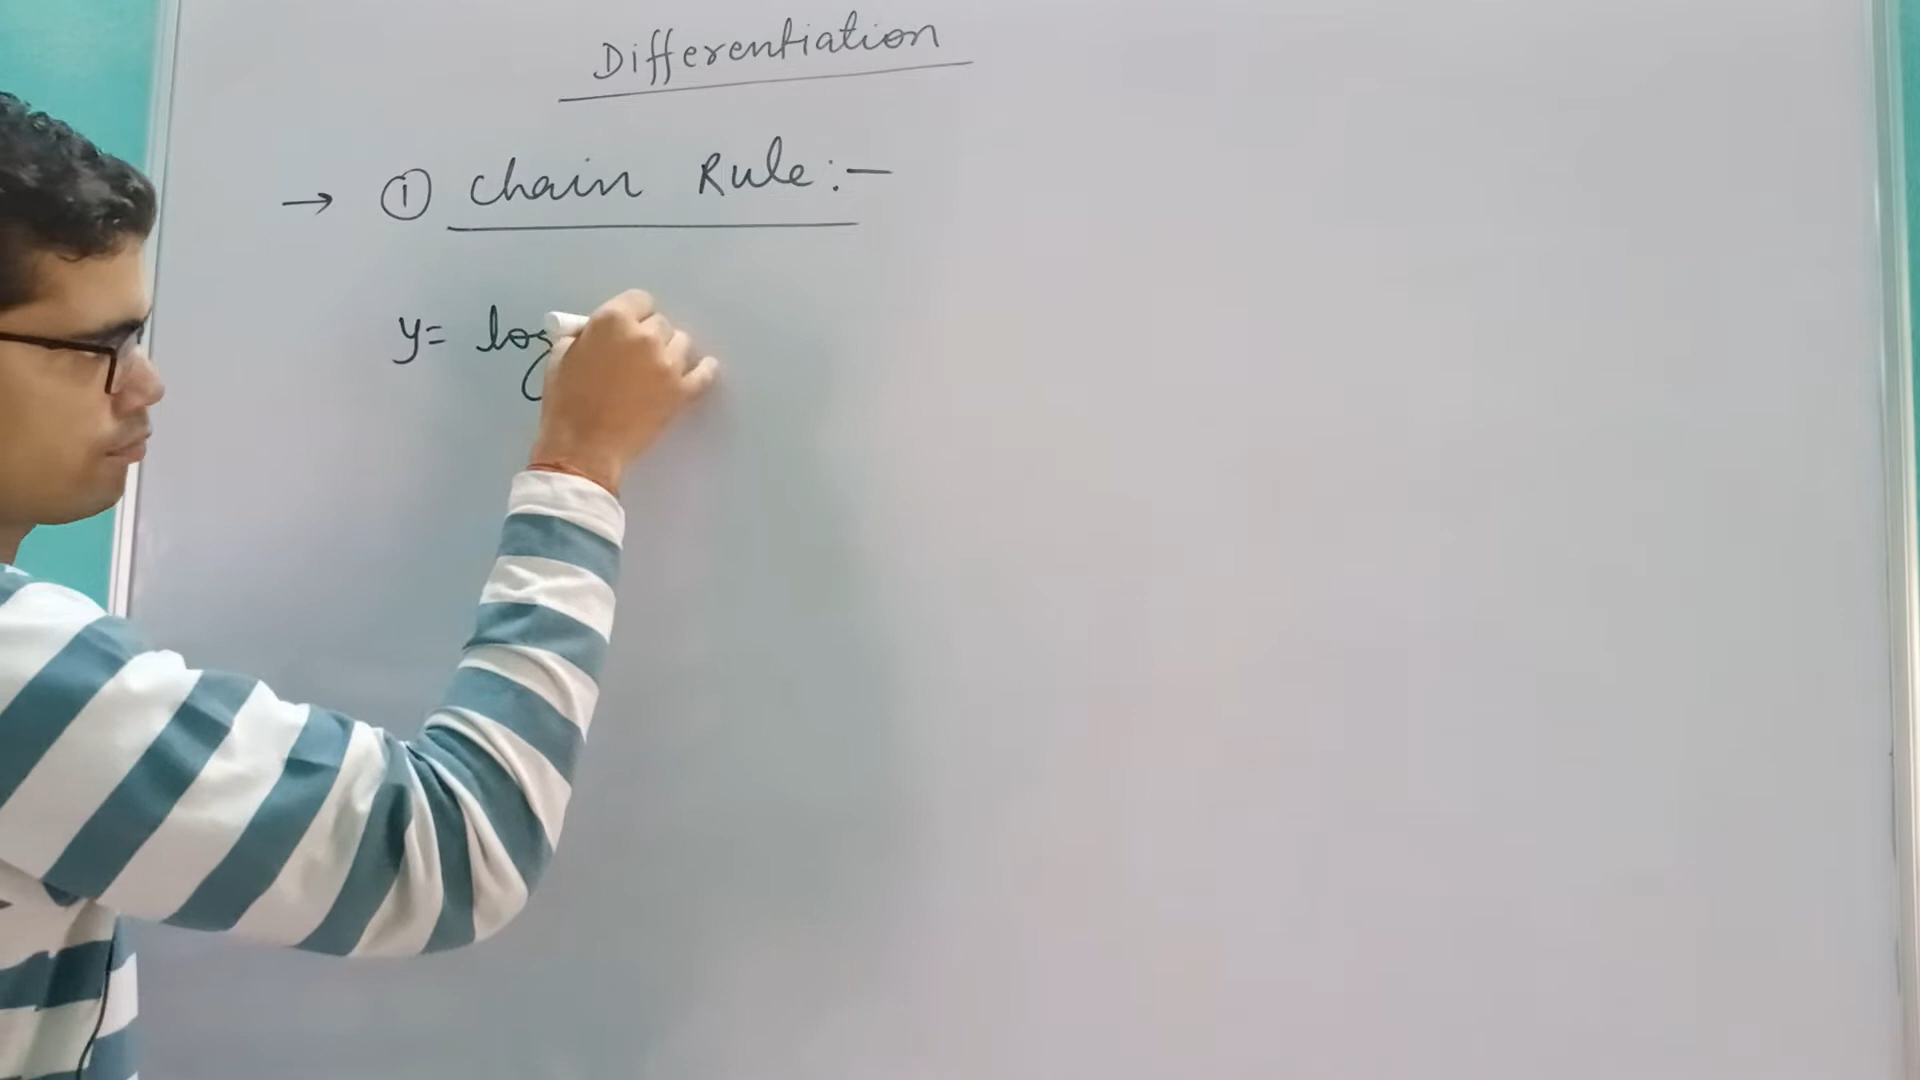 Differentiation
→ ① Chain Rule:-
y= log